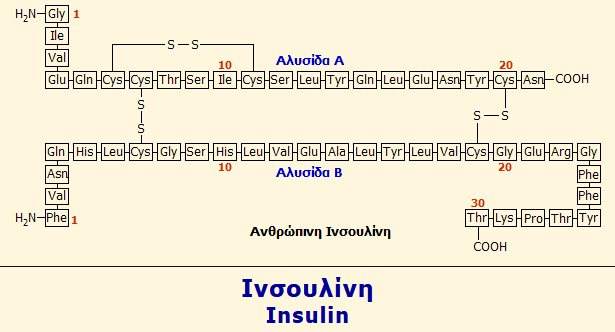 H2N Gly 1
Ile
Val
S S
Αλυσίδα Α
10 20
Glu Gln Cys Cys Thr Ser Ile Cys Ser Leu Tyr Gln Leu Glu Asn Tyr Cys Asn COOH
S
S
S S
Gln His Leu Cys Gly Ser His Leu Val Glu Ala Leu Tyr Leu Val Cys Gly Glu Arg Gly
10 20
Αλυσίδα Β
Asn Phe
Val Phe
30
H2N Phe 1 Thr Lys Pro Thr Tyr
Ανθρώπινη Ινσουλίνη
COOH
Ινσουλίνη
Insulin